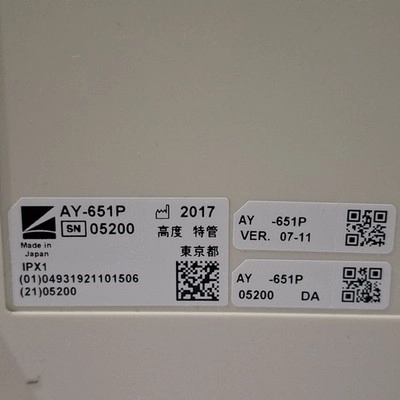 AY-651P 2017
SN 05200 高度 特管
Made in
Japan
東京都
IPX1
(01)04931921101506
(21)05200
AY -651P
VER. 07-11
AY -651P
05200 DA